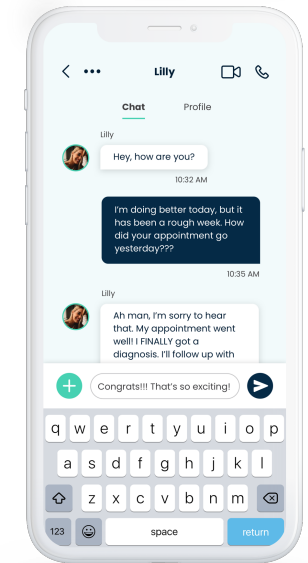 Lilly
Chat Profile
Lilly
Hey, how are you?
10:32 AM
I'm doing better today, but it
has been a rough week. How
did your appointment go
yesterday???
10:35 AM
Lilly
Ah man, I'm sorry to hear
that. My appointment went
well! I FINALLY got a
diagnosis. I'll follow up with
Congrats!!! That's so exciting!
q w e r t y u i o p
a s d f g h j k l
z x c v b n m
123 space return